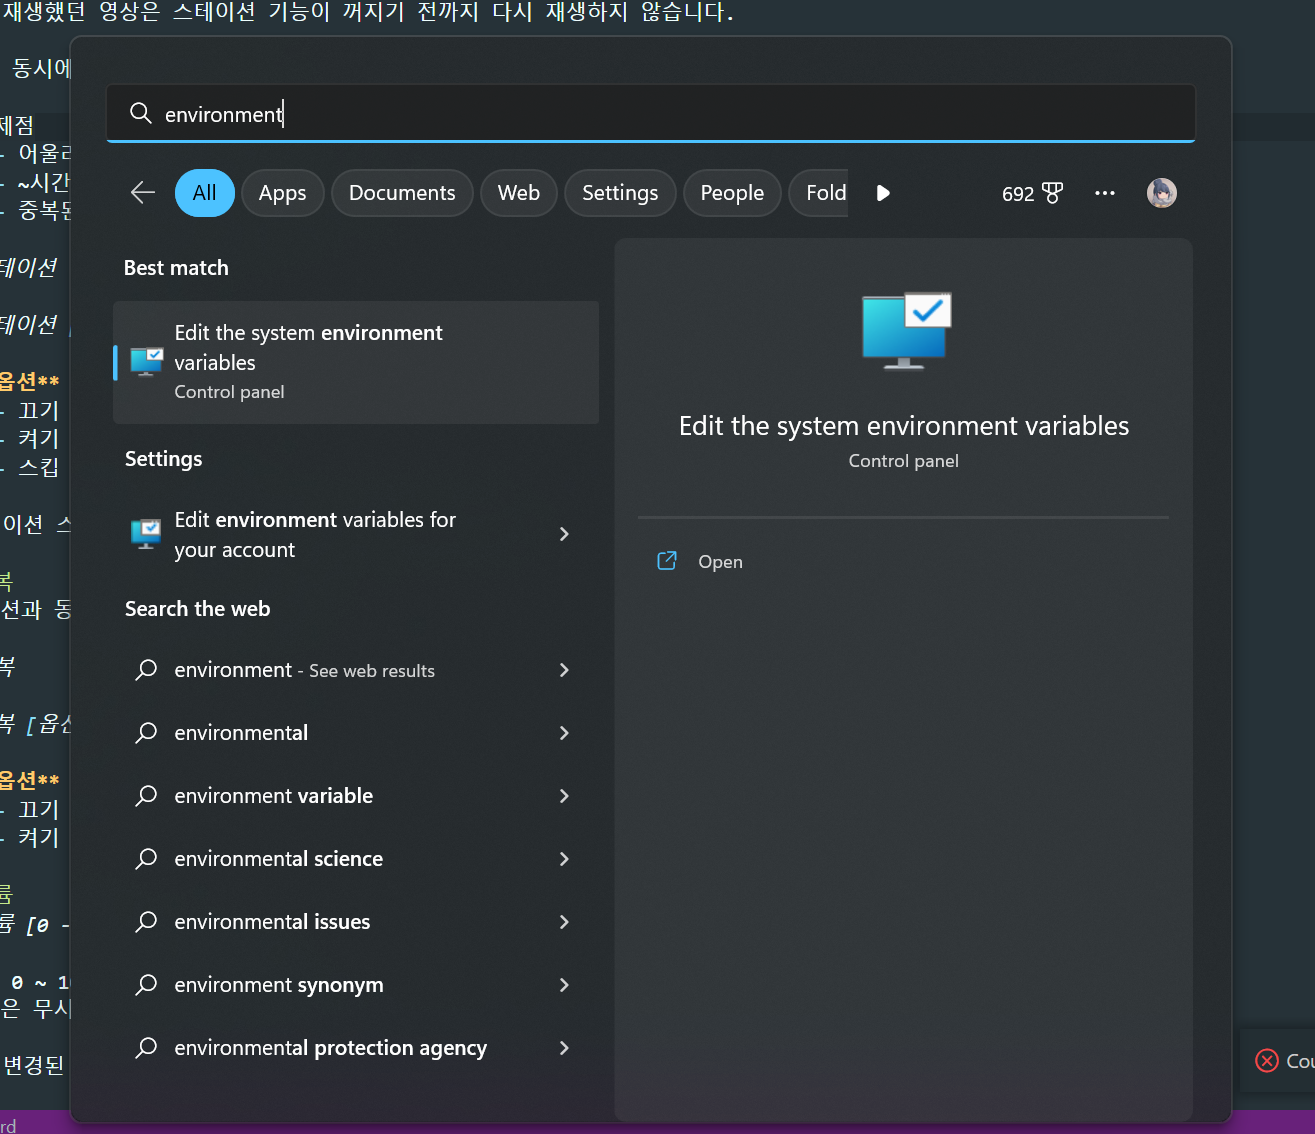 재생했던 영상은 스테이션 기능이 꺼지기 전까지 다시 재생하지 않습니다.
동시에
environment
제점
- 어울리
- ~시간
- 중복된
All
Apps
Documents
Web
Settings
People
Fold
692
테이션
Best match
테이션
Edit the system environment
variables
Control panel
옵션**
- 끄기
- 켜기
- 스킵
Edit the system environment variables
Control panel
Settings
Edit environment variables for
your account
이션 스
Open
복
션과 동
Search the web
복
environment - See web results
복 [옵션
environmental
옵션**
- 끄기
- 켜기
environment variable
environmental science
륨
륨 [0 -
environmental issues
0 ~ 10
은 무시
environment synonym
변경된
environmental protection agency
Cou
rd